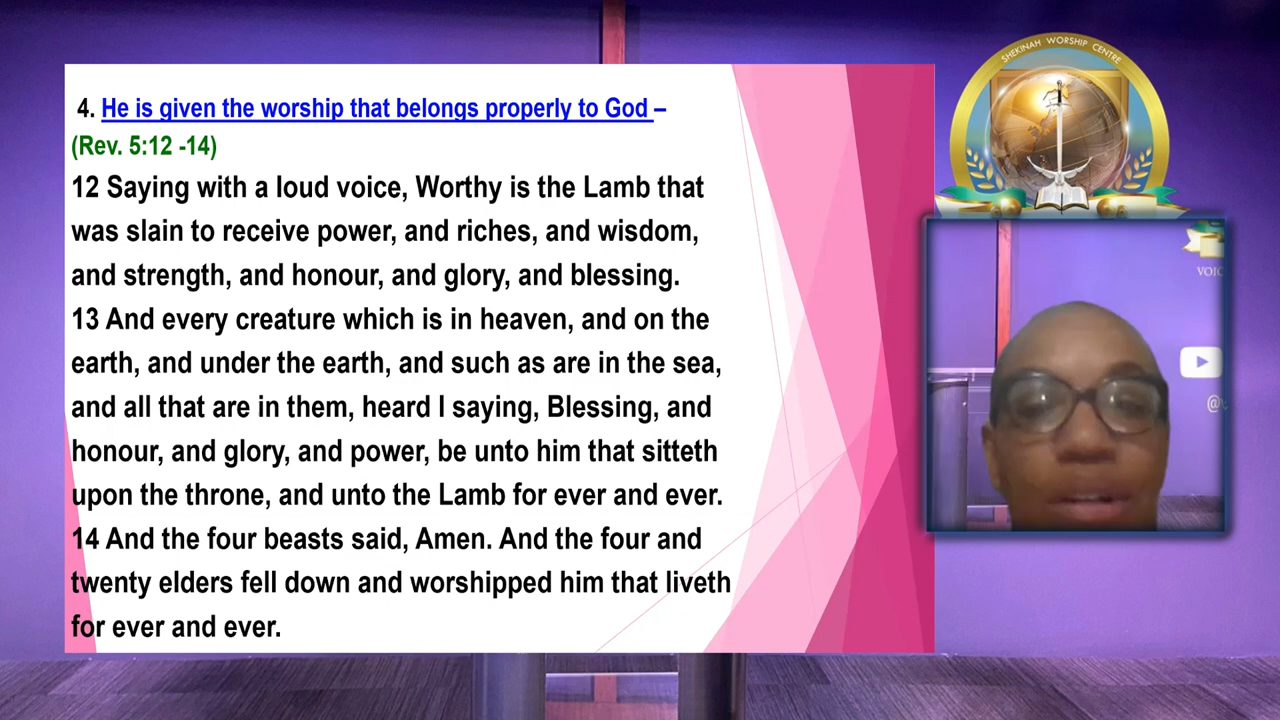 4. He is given the worship that belongs properly to God –
(Rev. 5:12 -14)
12 Saying with a loud voice, Worthy is the Lamb that
was slain to receive power, and riches, and wisdom,
and strength, and honour, and glory, and blessing.
13 And every creature which is in heaven, and on the
earth, and under the earth, and such as are in the sea,
and all that are in them, heard I saying, Blessing, and
honour, and glory, and power, be unto him that sitteth
upon the throne, and unto the Lamb for ever and ever.
14 And the four beasts said, Amen. And the four and
twenty elders fell down and worshipped him that liveth
for ever and ever.
SHEKINAH WORSHIP CENTRE
VOIC
@